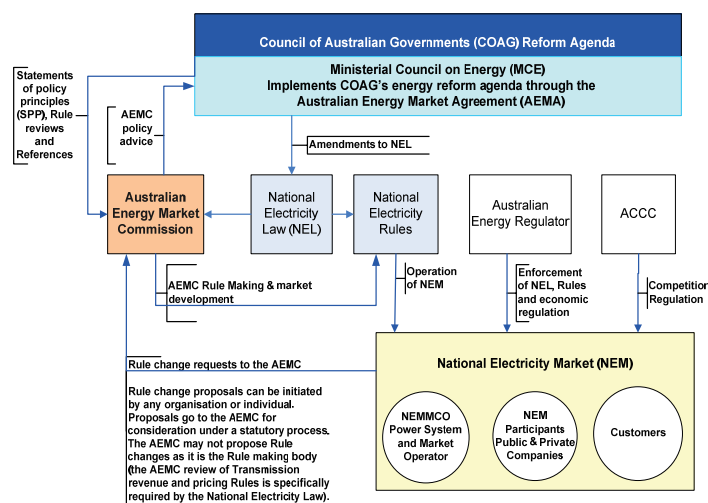 Council of Australian Governments (COAG) Reform Agenda
Ministerial Council on Energy (MCE)
Implements COAG's energy reform agenda through the
Australian Energy Market Agreement (AEMA)
Statements
of policy
principles
(SPP), Rule
reviews
and
References
AEMC
policy
advice
Amendments to NEL
Australian
Energy Market
Commission
National
Electricity
Law (NEL)
National
Electricity
Rules
Australian
Energy Regulator
ACCC
AEMC Rule Making & market
development
Operation
of NEM
Enforcement
of NEL, Rules
and economic
regulation
Competition
Regulation
Rule change requests to the AEMC
Rule change proposals can be initiated
by any organisation or individual.
Proposals go to the AEMC for
consideration under a statutory process.
The AEMC may not propose Rule
changes as it is the Rule making body
(the AEMC review of Transmission
revenue and pricing Rules is specifically
required by the National Electricity Law).
National Electricity Market (NEM)
NEMMCO
Power System
and Market
Operator
NEM
Participants
Public & Private
Companies
Customers